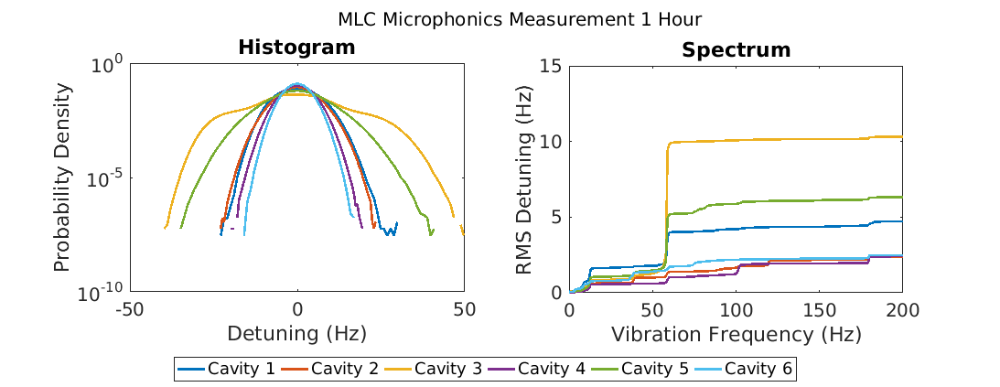 MLC Microphonics Measurement 1 Hour
Histogram
Probability Density
10^0
10^-5
10^-10
-50
0
50
Detuning (Hz)
Spectrum
RMS Detuning (Hz)
15
10
5
0
0
50
100
150
200
Vibration Frequency (Hz)
Cavity 1 Cavity 2 Cavity 3 Cavity 4 Cavity 5 Cavity 6